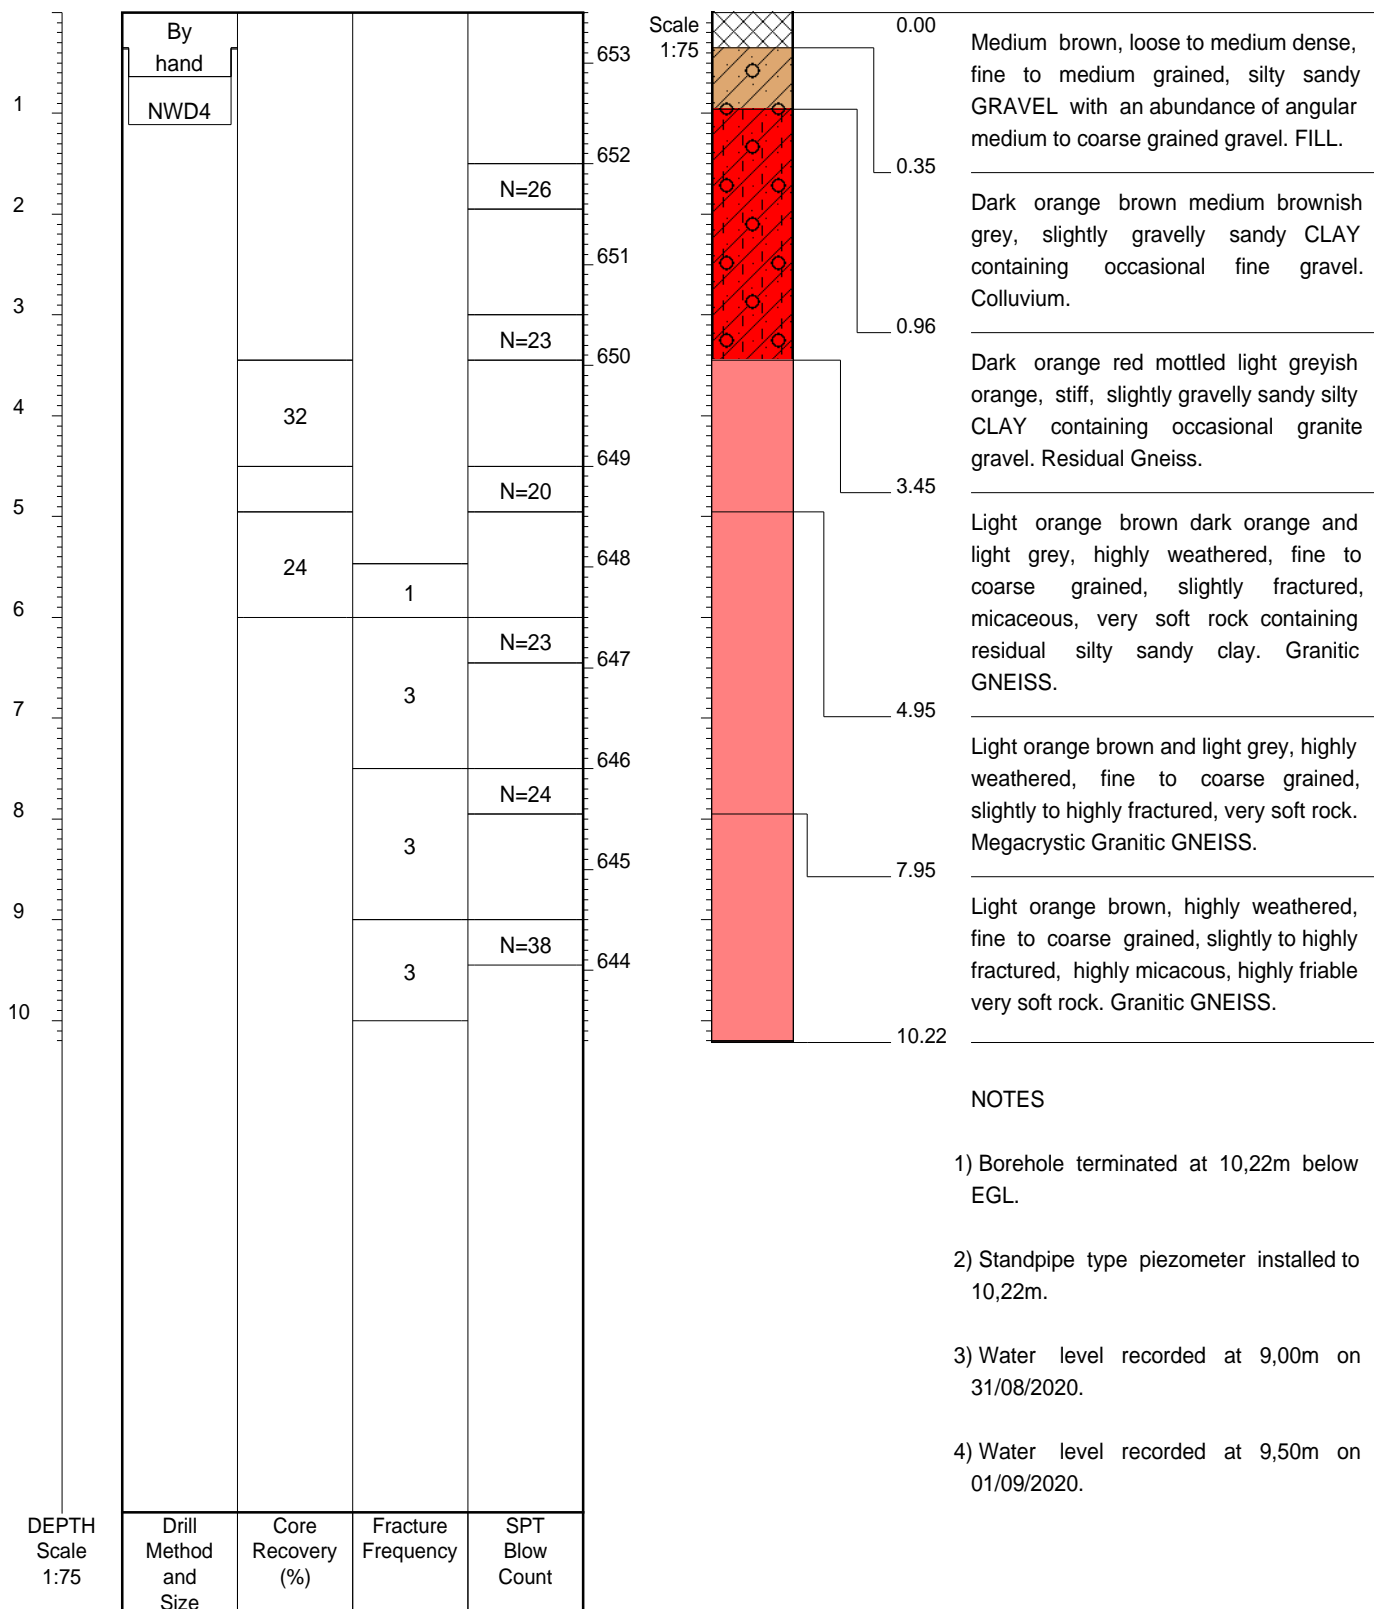 By
hand
NWD4
1
2
3
4
5
6
7
8
9
10
32
24
1
3
3
3
N=26
N=23
N=20
N=23
N=24
N=38
653
652
651
650
649
648
647
646
645
644
Scale
1:75
0.00
0.35
0.96
3.45
4.95
7.95
10.22
Medium brown, loose to medium dense,
fine to medium grained, silty sandy
GRAVEL with an abundance of angular
medium to coarse grained gravel. FILL.
Dark orange brown medium brownish
grey, slightly gravelly sandy CLAY
containing occasional fine gravel.
Colluvium.
Dark orange red mottled light greyish
orange, stiff, slightly gravelly sandy silty
CLAY containing occasional granite
gravel. Residual Gneiss.
Light orange brown dark orange and
light grey, highly weathered, fine to
coarse grained, slightly fractured,
micaceous, very soft rock containing
residual silty sandy clay. Granitic
GNEISS.
Light orange brown and light grey, highly
weathered, fine to coarse grained,
slightly to highly fractured, very soft rock.
Megacrystic Granitic GNEISS.
Light orange brown, highly weathered,
fine to coarse grained, slightly to highly
fractured, highly micacous, highly friable
very soft rock. Granitic GNEISS.
NOTES
1) Borehole terminated at 10,22m below
EGL.
2) Standpipe type piezometer installed to
10,22m.
3) Water level recorded at 9,00m on
31/08/2020.
4) Water level recorded at 9,50m on
01/09/2020.
DEPTH
Scale
1:75
Drill
Method
and
Size
Core
Recovery
(%)
Fracture
Frequency
SPT
Blow
Count